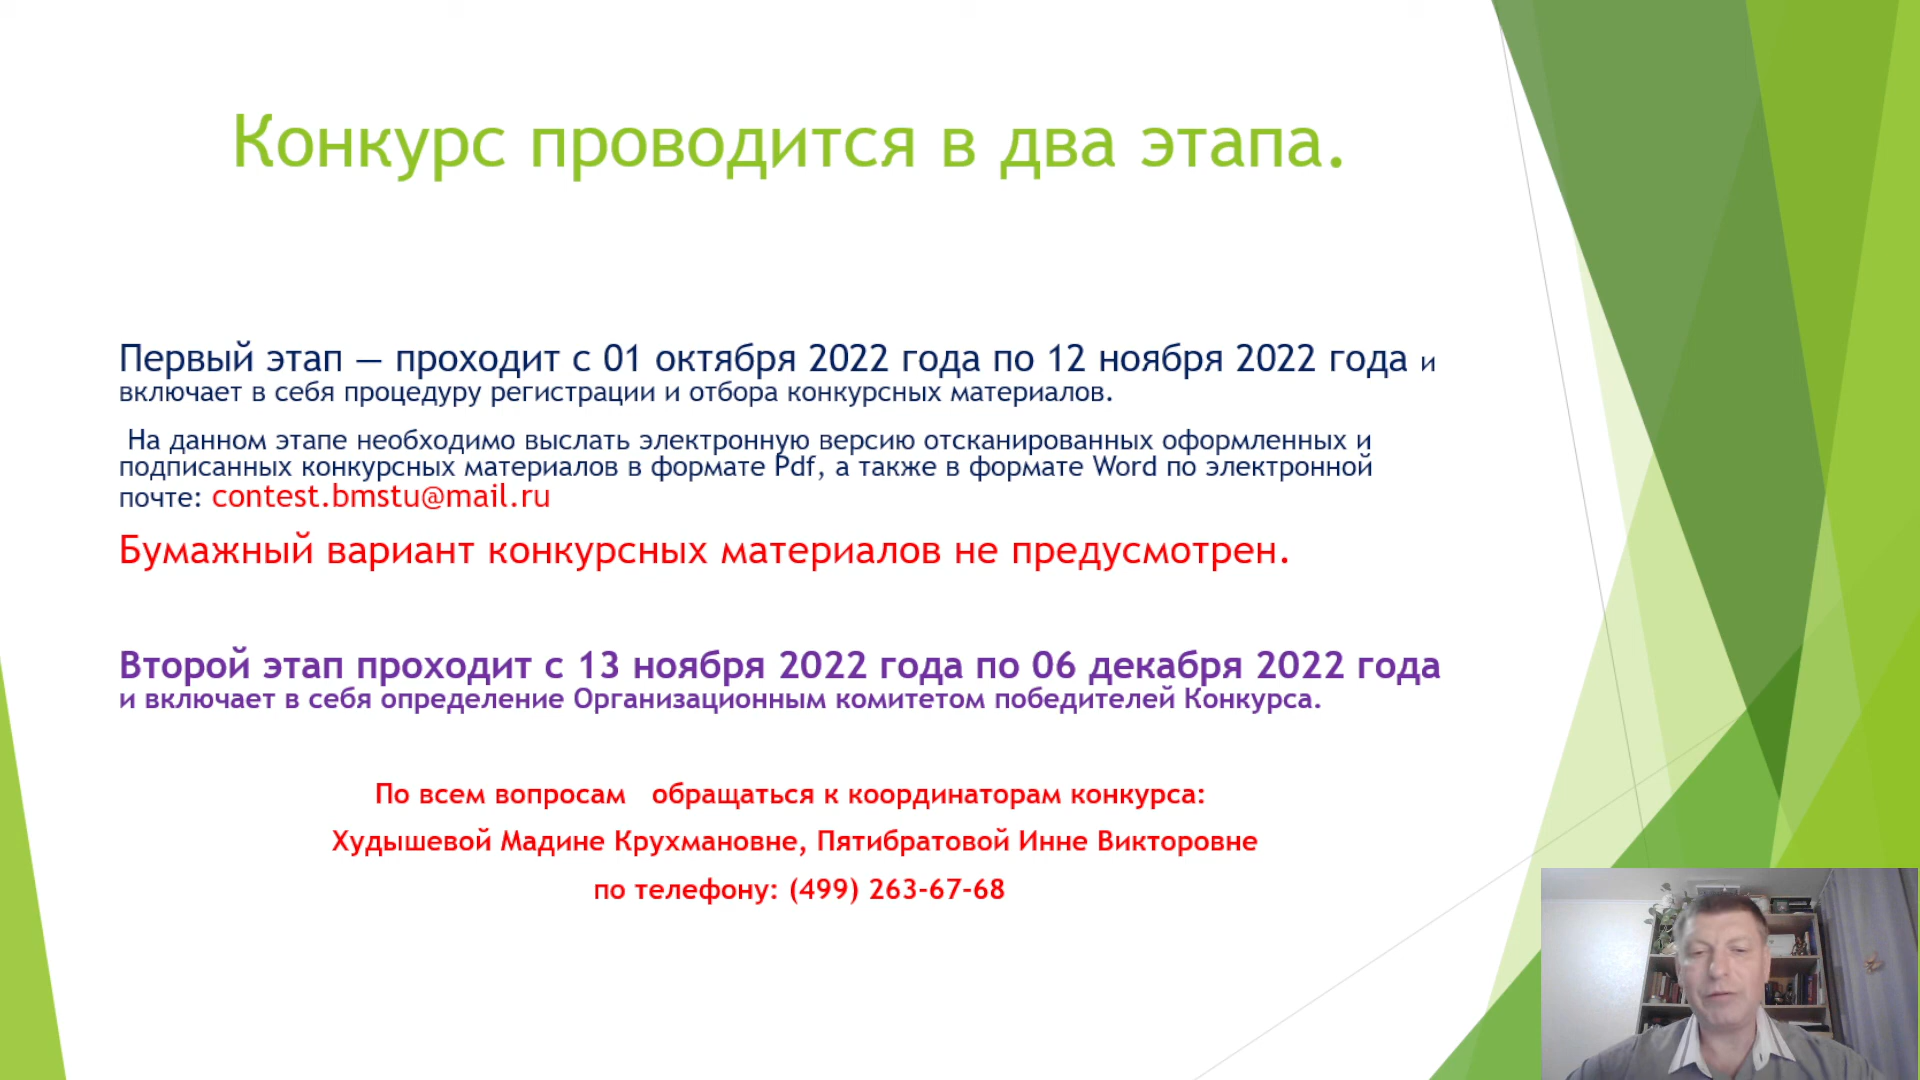 Конкурс проводится в два этапа.
Первый этап — проходит с 01 октября 2022 года по 12 ноября 2022 года и
включает в себя процедуру регистрации и отбора конкурсных материалов.
На данном этапе необходимо выслать электронную версию отсканированных оформленных и
подписанных конкурсных материалов в формате Pdf, а также в формате Word по электронной
почте: contest.bmstu@mail.ru
Бумажный вариант конкурсных материалов не предусмотрен.
Второй этап проходит с 13 ноября 2022 года по 06 декабря 2022 года
и включает в себя определение Организационным комитетом победителей Конкурса.
По всем вопросам обращаться к координаторам конкурса:
Худышевой Мадине Крухмановне, Пятибратовой Инне Викторовне
по телефону: (499) 263-67-68